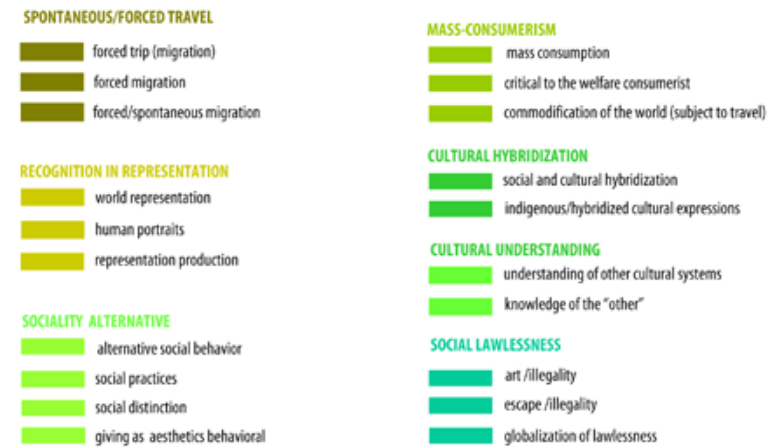 SPONTANEOUS/FORCED TRAVEL
forced trip (migration)
forced migration
forced/spontaneous migration
RECOGNITION IN REPRESENTATION
world representation
human portraits
representation production
SOCIALITY ALTERNATIVE
alternative social behavior
social practices
social distinction
giving as aesthetics behavioral
MASS-CONSUMERISM
mass consumption
critical to the welfare consumerist
commodification of the world (subject to travel)
CULTURAL HYBRIDIZATION
social and cultural hybridization
indigenous/hybridized cultural expressions
CULTURAL UNDERSTANDING
understanding of other cultural systems
knowledge of the "other"
SOCIAL LAWLESSNESS
art /illegality
escape /illegality
globalization of lawlessness